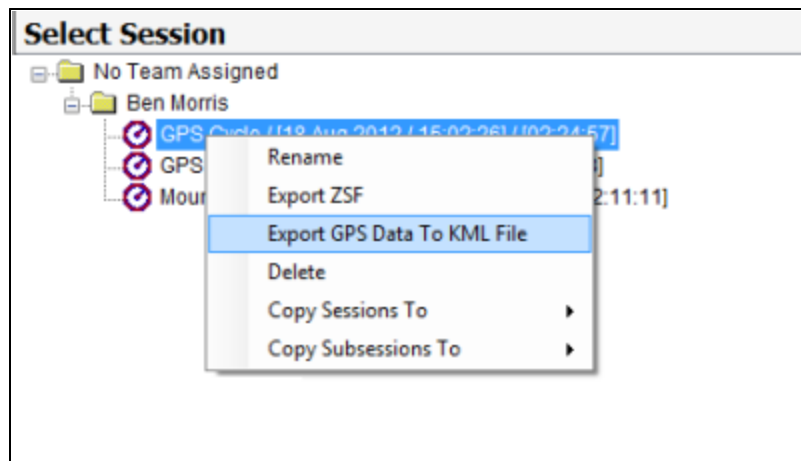 Select Session
No Team Assigned
Ben Morris
GPS Cycle / [18 Aug 2012 / 15:02:26] / [02:24:57]
Rename
GPS
Export ZSF
2:11:11]
Export GPS Data To KML File
Delete
Copy Sessions To
Copy Subsessions To